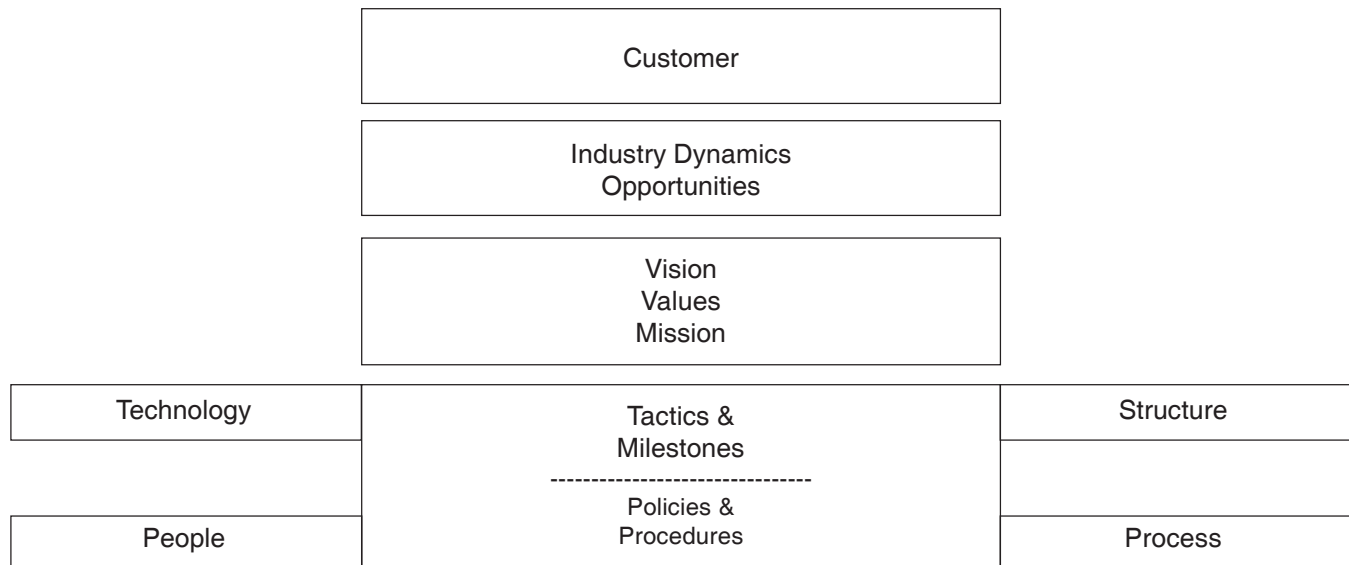 Customer
Industry Dynamics
Opportunities
Vision
Values
Mission
Technology
Tactics &
Milestones
Structure
--------------------------------
People
Policies &
Procedures
Process